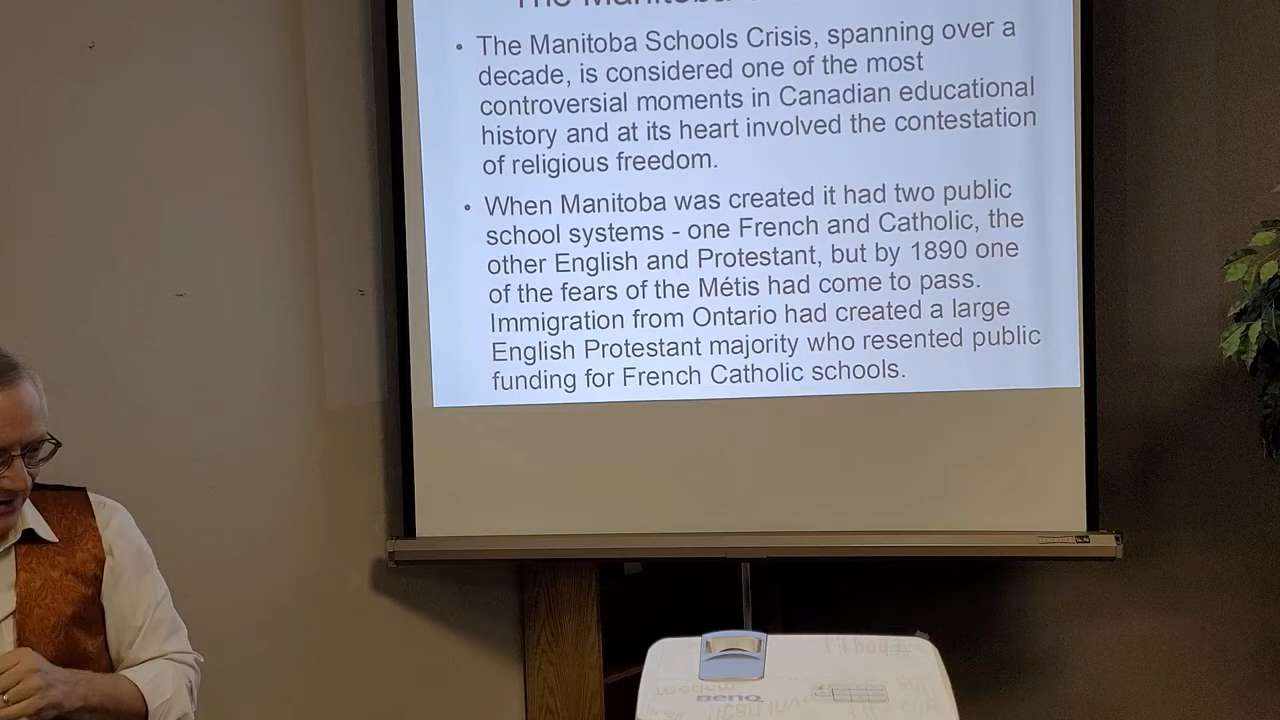 The Manitoba
• The Manitoba Schools Crisis, spanning over a
decade, is considered one of the most
controversial moments in Canadian educational
history and at its heart involved the contestation
of religious freedom.
• When Manitoba was created it had two public
school systems - one French and Catholic, the
other English and Protestant, but by 1890 one
of the fears of the Métis had come to pass.
Immigration from Ontario had created a large
English Protestant majority who resented public
funding for French Catholic schools.
BenQ